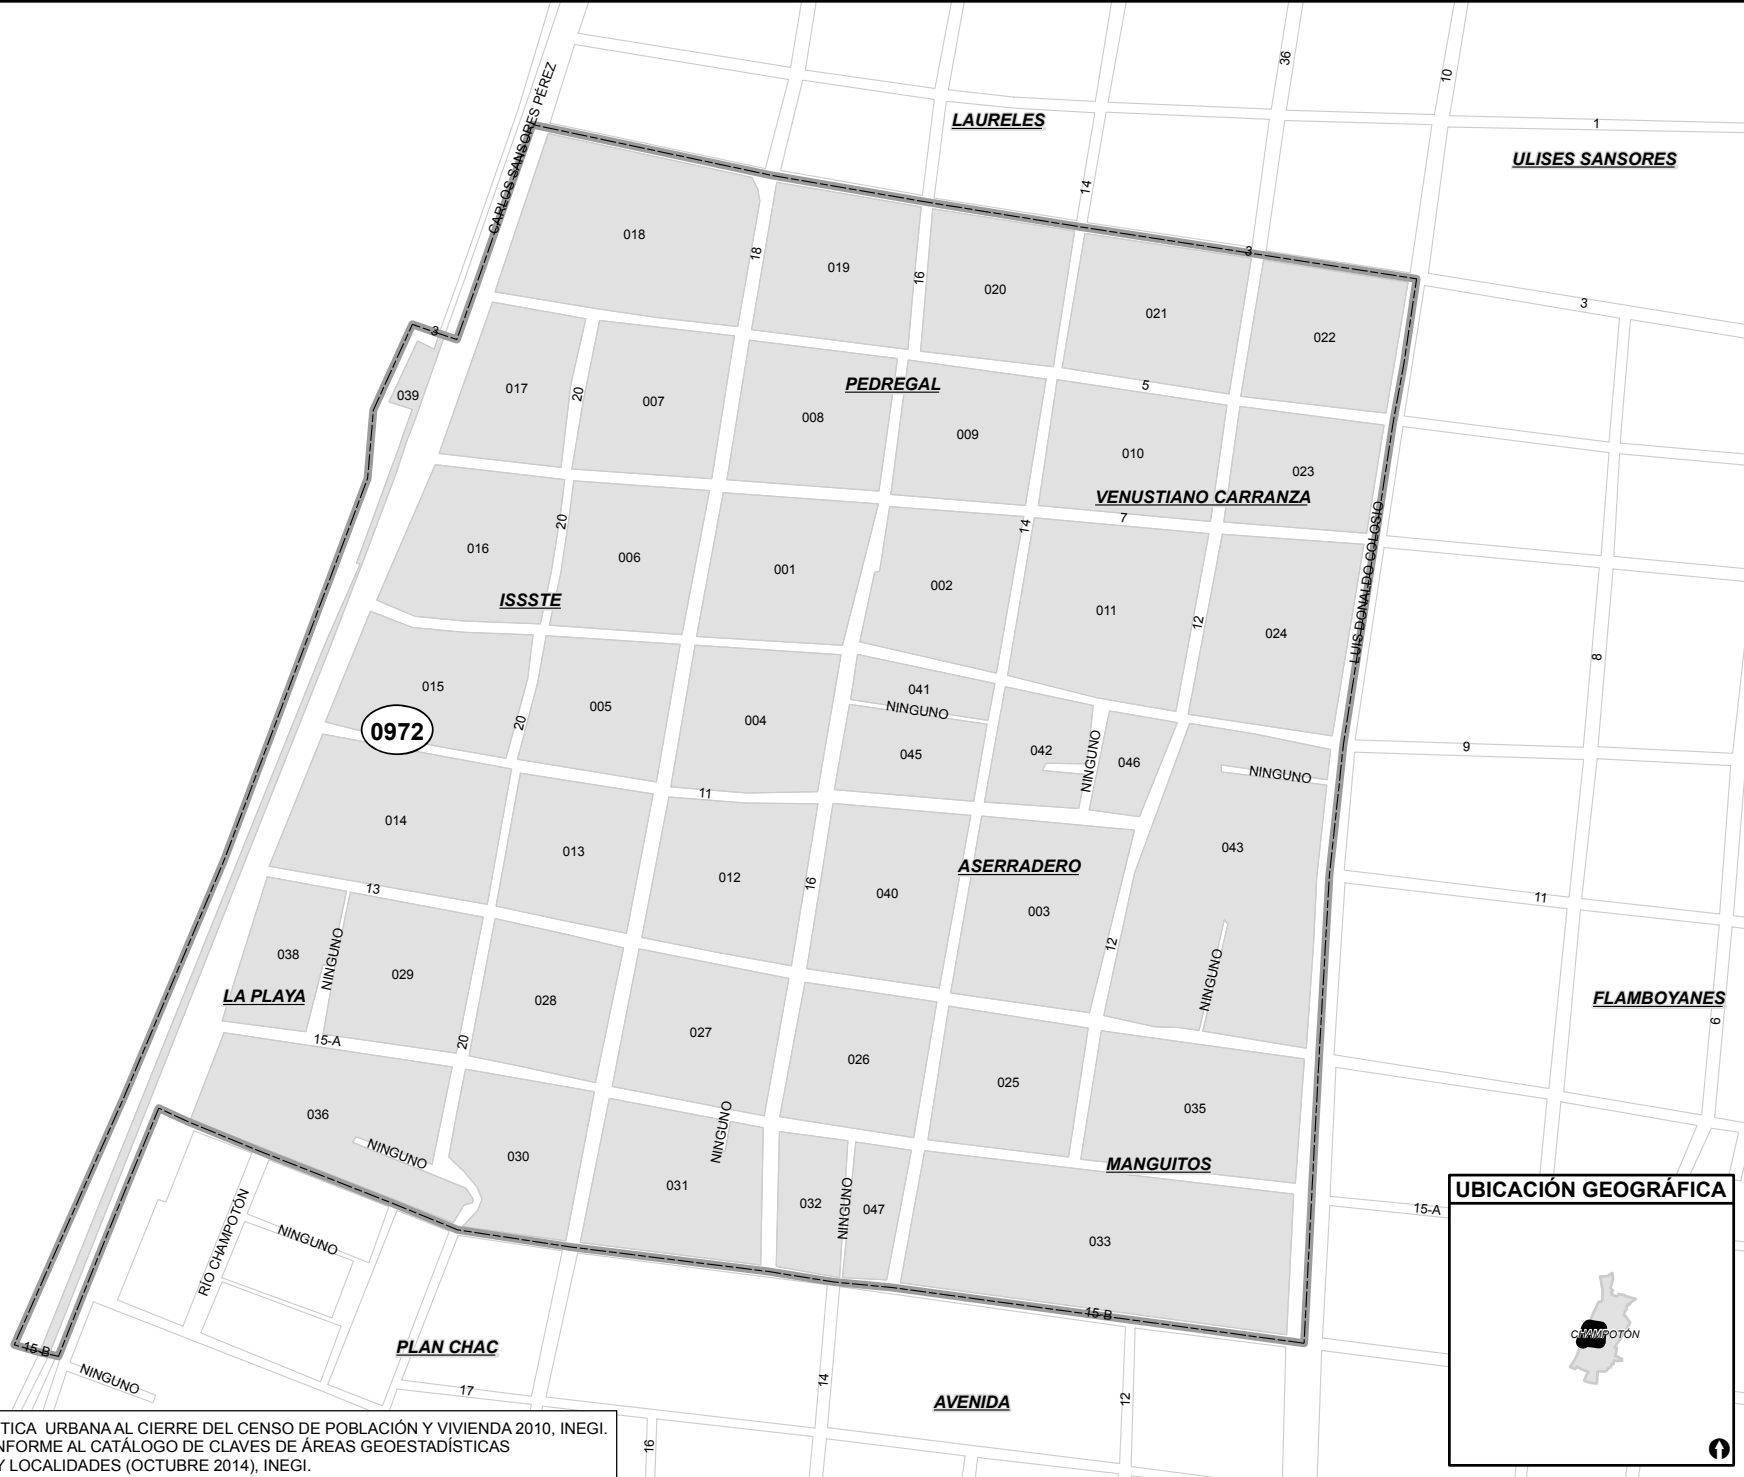 36
10
CARLOS SANSORES PÉREZ
LAURELES
1
ULISES SANSORES
14
018
18
019
16
020
3
021
3
022
3
039
017
20
007
PEDREGAL
008
009
5
010
023
VENUSTIANO CARRANZA
016
20
006
001
14
7
LUIS DONALDO COLOSIO
002
011
12
024
ISSSTE
8
015
0972
20
005
004
041
NINGUNO
045
042
NINGUNO
046
9
NINGUNO
11
014
013
012
16
040
ASERRADERO
003
12
043
11
13
038
NINGUNO
029
028
LA PLAYA
NINGUNO
FLAMBOYANES
6
15-A
20
027
026
025
035
036
NINGUNO
030
NINGUNO
031
032
NINGUNO
047
MANGUITOS
033
15-A
RÍO CHAMPOTÓN
NINGUNO
15-B
15-B
NINGUNO
PLAN CHAC
17
14
12
AVENIDA
16
UBICACIÓN GEOGRÁFICA
CHAMPOTÓN
TICA URBANA AL CIERRE DEL CENSO DE POBLACIÓN Y VIVIENDA 2010, INEGI.
NFORME AL CATÁLOGO DE CLAVES DE ÁREAS GEOESTADÍSTICAS
Y LOCALIDADES (OCTUBRE 2014), INEGI.